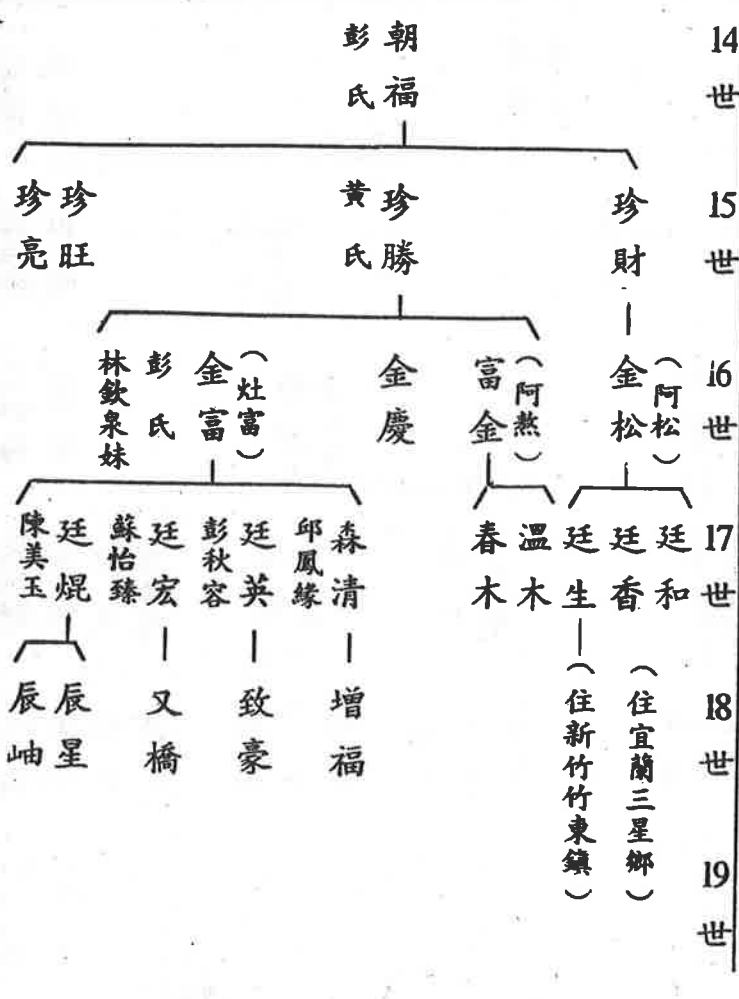 14世
朝福
彭氏
15世
珍財
珍勝
黃氏
珍旺
珍亮
16世
（阿松）
金松
（阿熱）
富金
金慶
（灶富）
金富
彭氏
林欽泉妹
17世
廷和
廷香
廷生
溫木
春木
森清
邱鳳緣
廷英
彭秋容
廷宏
蘇怡臻
廷焜
陳美玉
18世
（住宜蘭三星鄉）
（住新竹竹東鎮）
增福
致豪
又橋
辰星
辰岫
19世